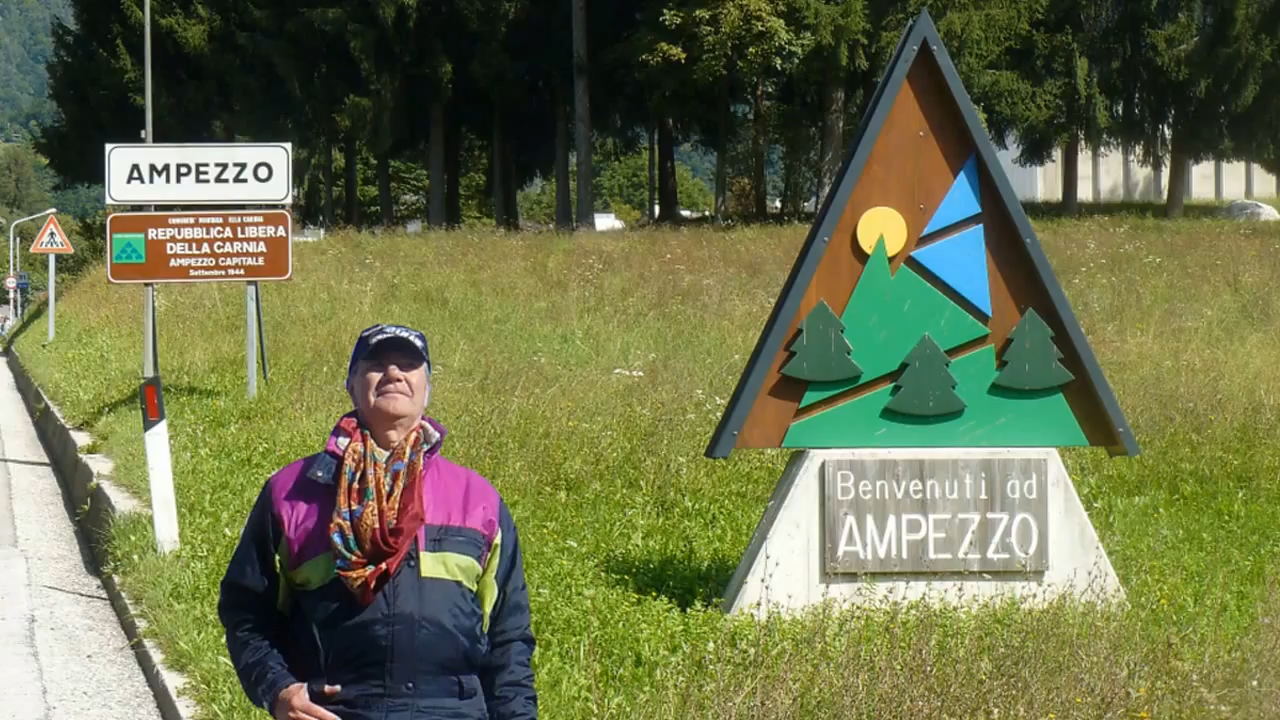 AMPEZZO
REPUBBLICA LIBERA
DELLA CARNIA
AMPEZZO CAPITALE
Settembre 1944
Benvenuti ad
AMPEZZO